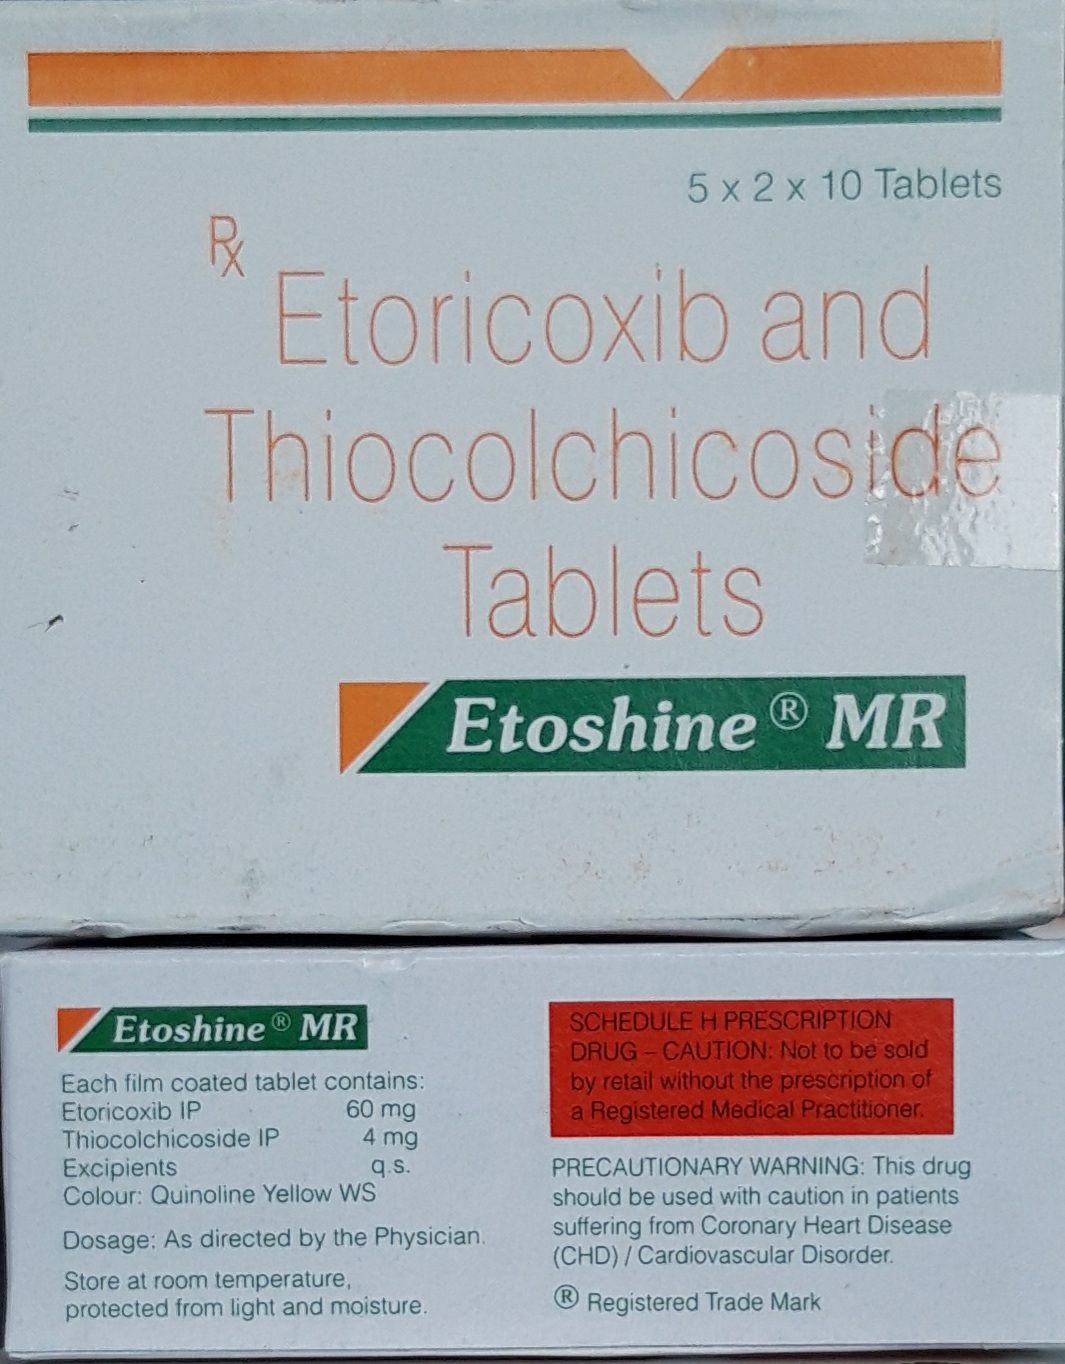 5 x 2 x 10 Tablets
Rx
Etoricoxib and
Thiocolchicoside
Tablets
Etoshine ® MR
Etoshine ® MR
Each film coated tablet contains:
Etoricoxib IP 60 mg
Thiocolchicoside IP 4 mg
Excipients q.s.
Colour: Quinoline Yellow WS
Dosage: As directed by the Physician.
Store at room temperature,
protected from light and moisture.
SCHEDULE H PRESCRIPTION
DRUG – CAUTION: Not to be sold
by retail without the prescription of
a Registered Medical Practitioner.
PRECAUTIONARY WARNING: This drug
should be used with caution in patients
suffering from Coronary Heart Disease
(CHD) / Cardiovascular Disorder.
® Registered Trade Mark